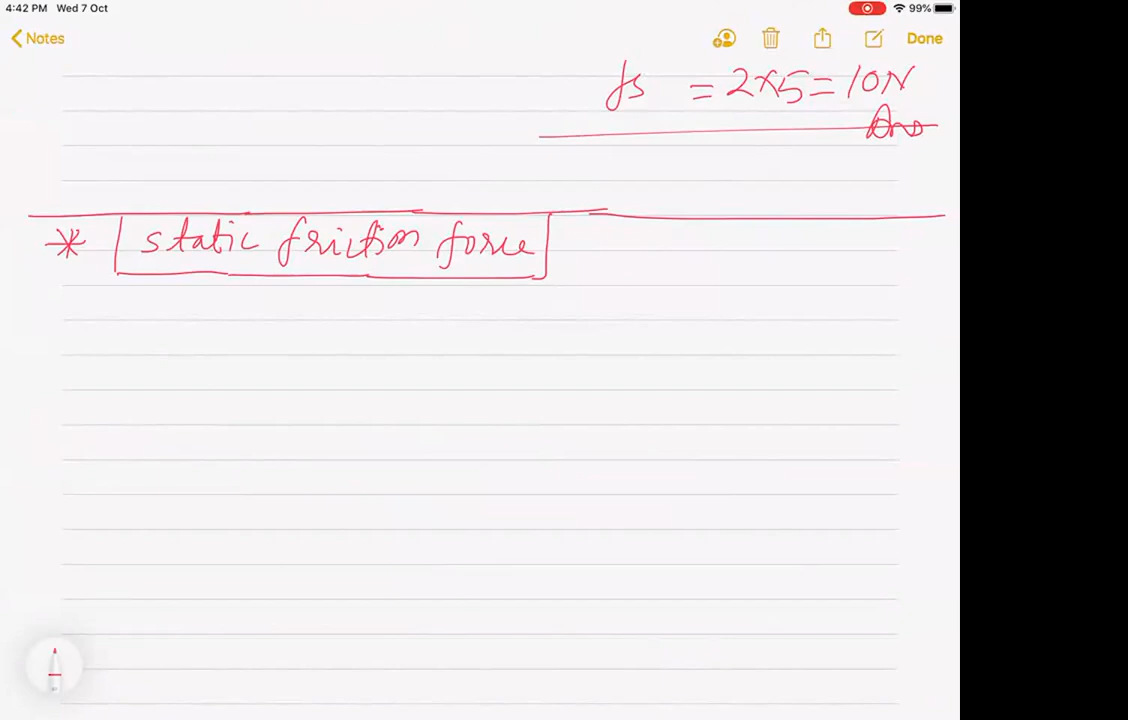 4:42 PM Wed 7 Oct 99%
Notes Done
fs = 2×5 = 10N
Ans
* static friction force